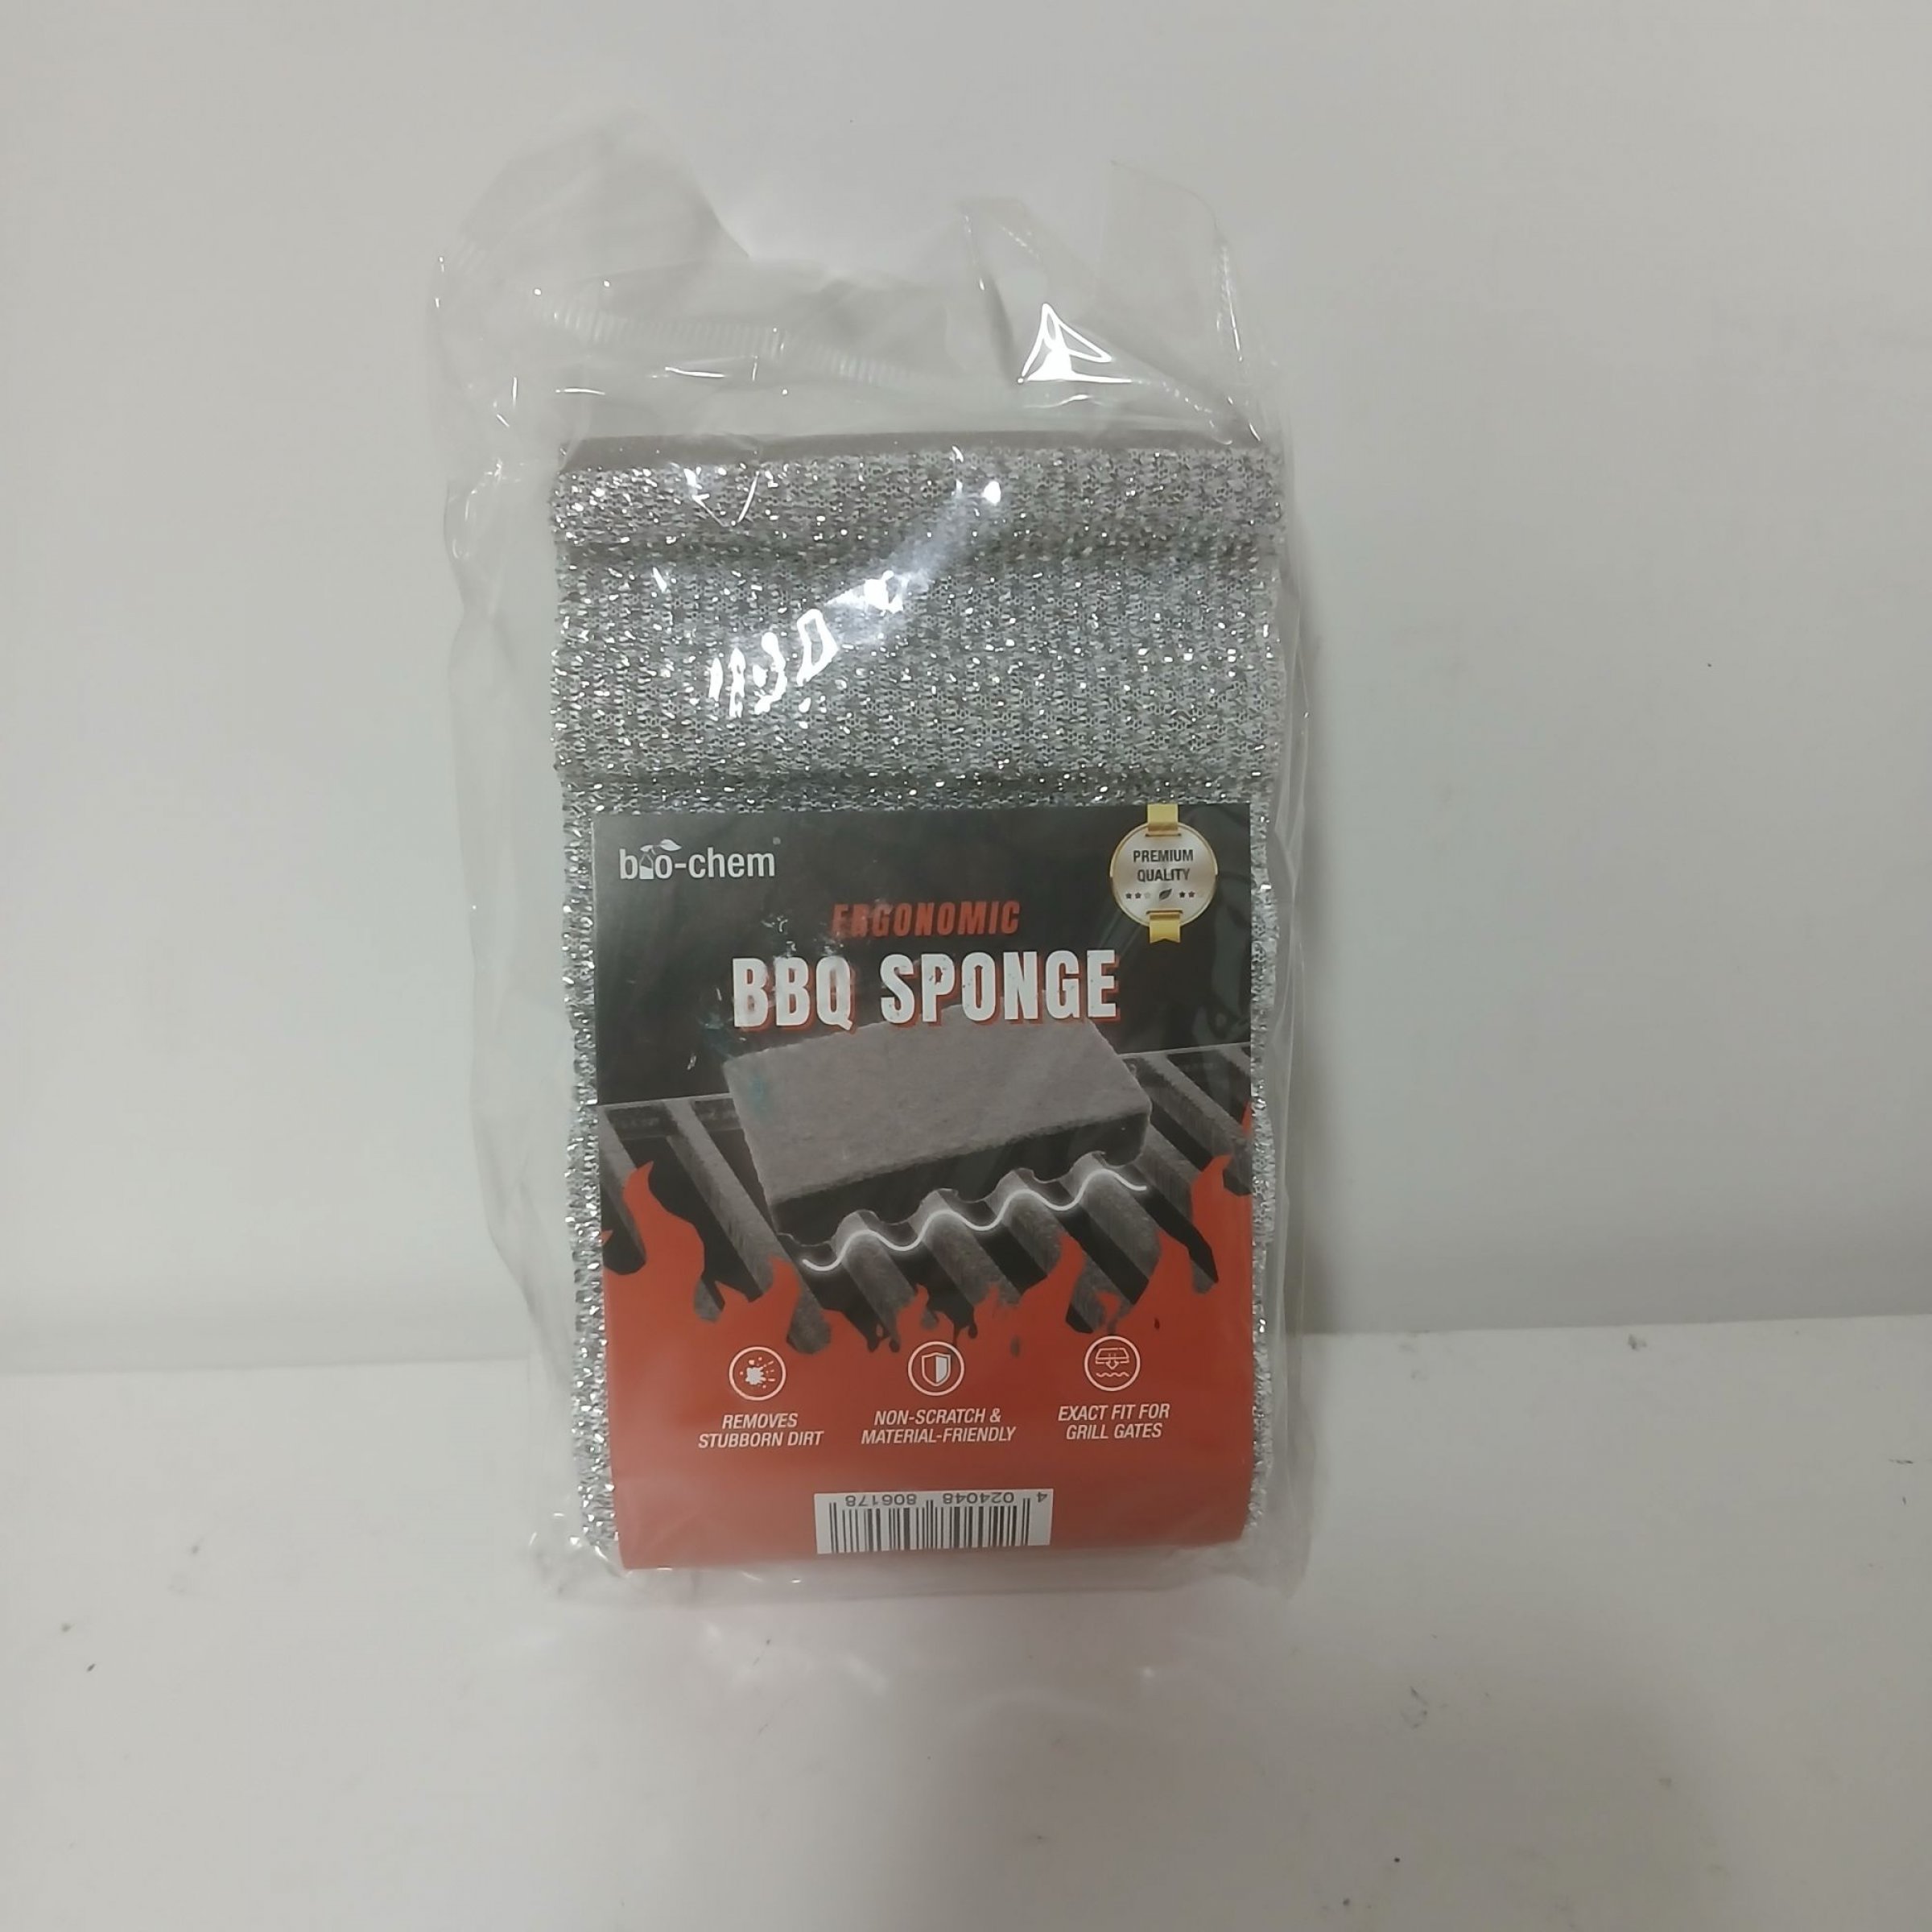 bio-chem®
PREMIUM
QUALITY
ERGONOMIC
BBQ SPONGE
REMOVES
STUBBORN DIRT
NON-SCRATCH &
MATERIAL-FRIENDLY
EXACT FIT FOR
GRILL GATES
4 024048 806178